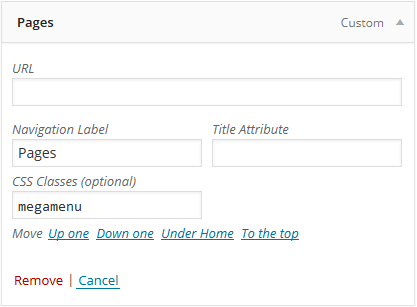 Pages Custom
URL
Navigation Label Title Attribute
Pages
CSS Classes (optional)
megamenu
Move Up one Down one Under Home To the top
Remove | Cancel